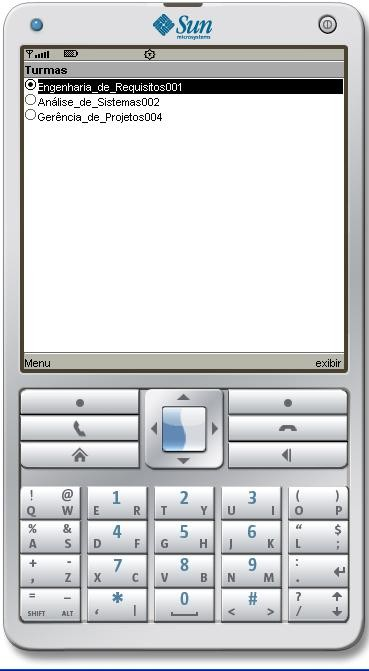 Sun
microsystems
Turmas
Engenharia_de_Requisitos001
Análise_de_Sistemas002
Gerência_de_Projetos004
Menu exibir
! @ 1 2 3 ( )
Q W E R T Y U I O P
% & 4 5 6 “ $
A S D F G H J K L ;
+ - 7 8 9 :
, Z X C V B N M .
= – * 0 # ?
SHIFT ALT ‘ | < > /